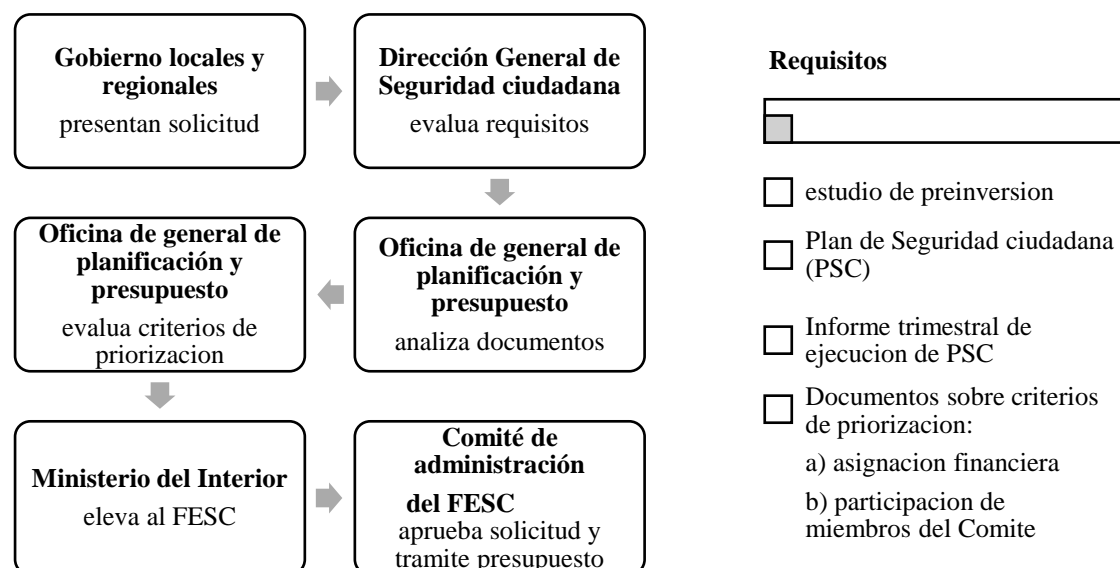 Gobierno locales y
regionales
presentan solicitud
Dirección General de
Seguridad ciudadana
evalua requisitos
Oficina de general de
planificación y
presupuesto
analiza documentos
Oficina de general de
planificación y
presupuesto
evalua criterios de
priorizacion
Ministerio del Interior
eleva al FESC
Comité de
administración
del FESC
aprueba solicitud y
tramite presupuesto
Requisitos
estudio de preinversion
Plan de Seguridad ciudadana
(PSC)
Informe trimestral de
ejecucion de PSC
Documentos sobre criterios
de priorizacion:
a) asignacion financiera
b) participacion de
miembros del Comite